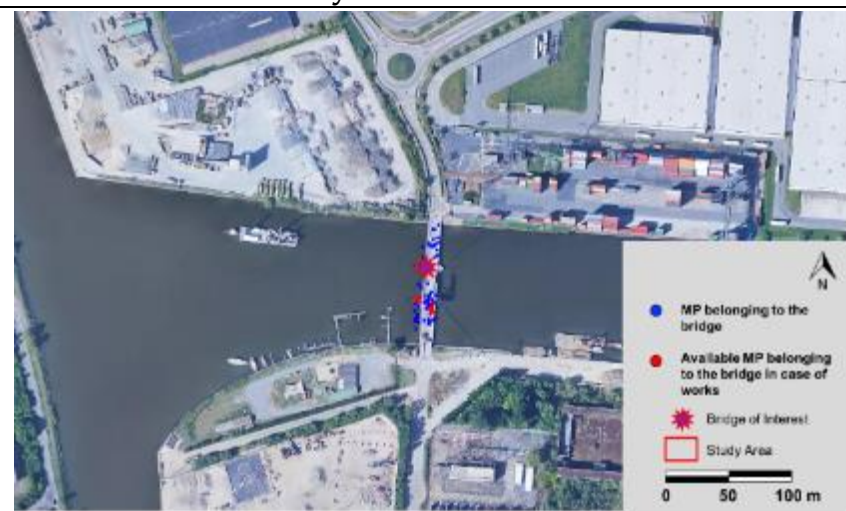 N
MP belonging to the
bridge
Available MP belonging
to the bridge in case of
works
Bridge of Interest
Study Area
0 50 100 m